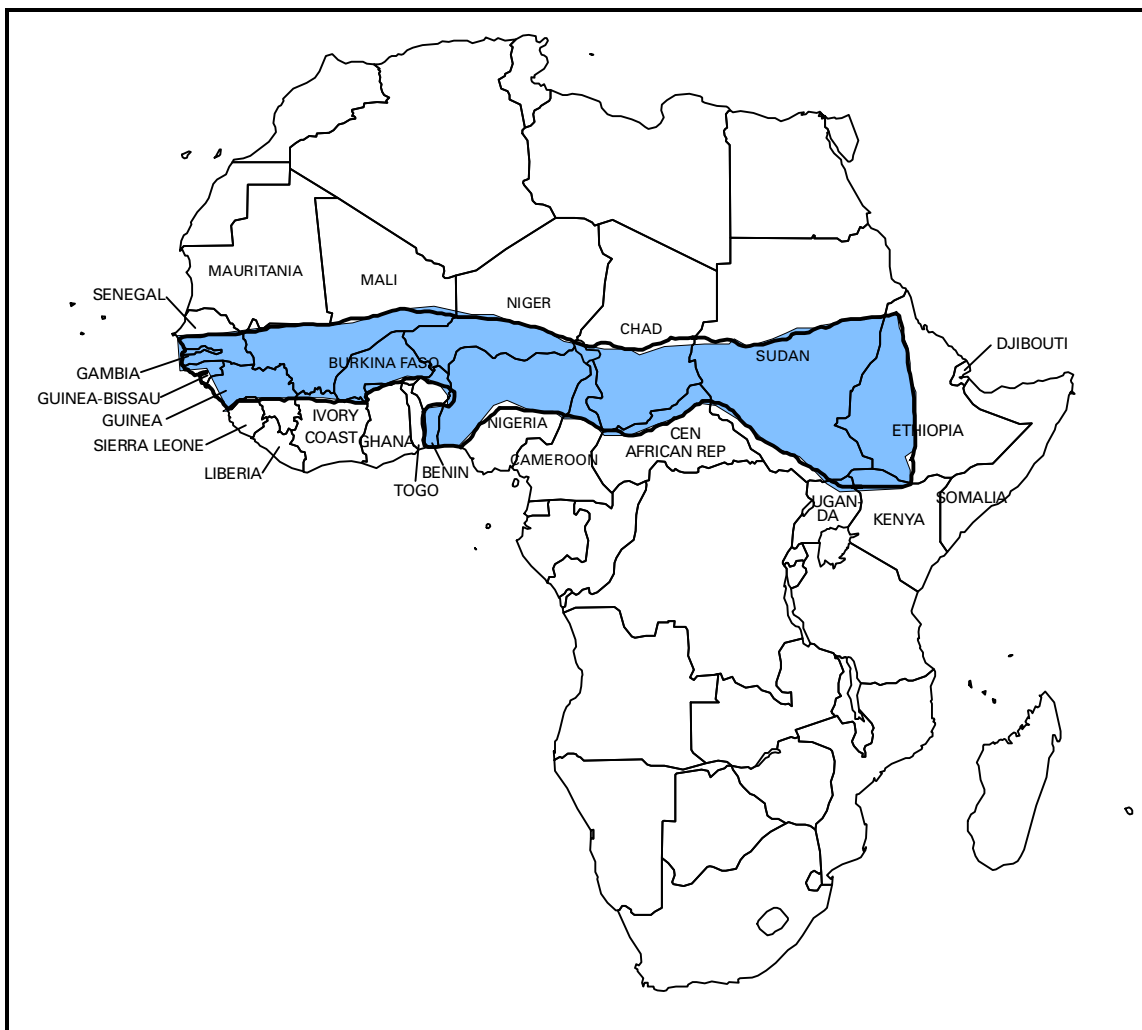 MAURITANIA
MALI
SENEGAL
NIGER
CHAD
SUDAN
DJIBOUTI
BURKINA FASO
GAMBIA
GUINEA-BISSAU
GUINEA
IVORY
COAST
GHANA
NIGERIA
CEN
AFRICAN REP
ETHIOPIA
SIERRA LEONE
CAMEROON
LIBERIA
BENIN
TOGO
UGAN-
DA
KENYA
SOMALIA